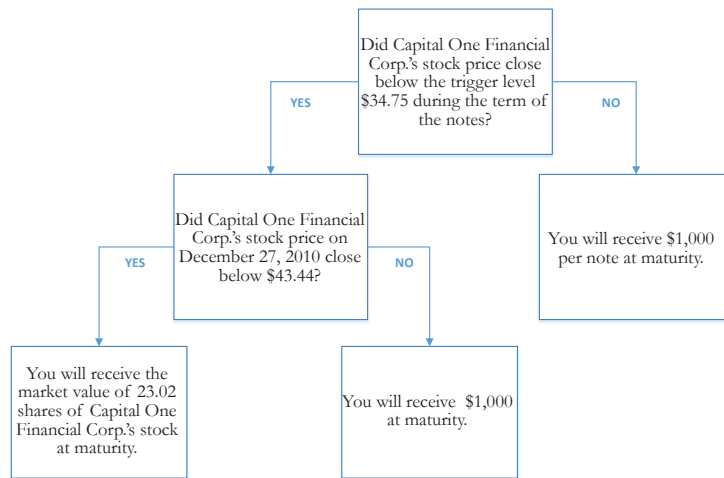 Did Capital One Financial
Corp.'s stock price close
below the trigger level
$34.75 during the term of
the notes?
YES
NO
Did Capital One Financial
Corp.'s stock price on
December 27, 2010 close
below $43.44?
You will receive $1,000
per note at maturity.
YES
NO
You will receive the
market value of 23.02
shares of Capital One
Financial Corp.'s stock
at maturity.
You will receive $1,000
at maturity.